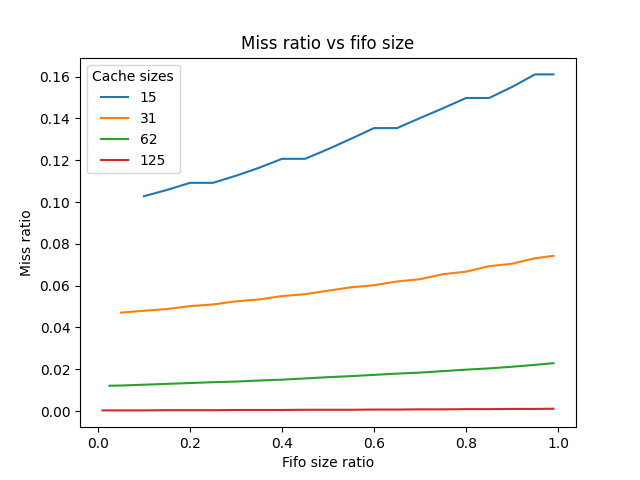 Miss ratio vs fifo size
Cache sizes
15
31
62
125
0.16
0.14
0.12
0.10
0.08
0.06
0.04
0.02
0.00
Miss ratio
0.0 0.2 0.4 0.6 0.8 1.0
Fifo size ratio